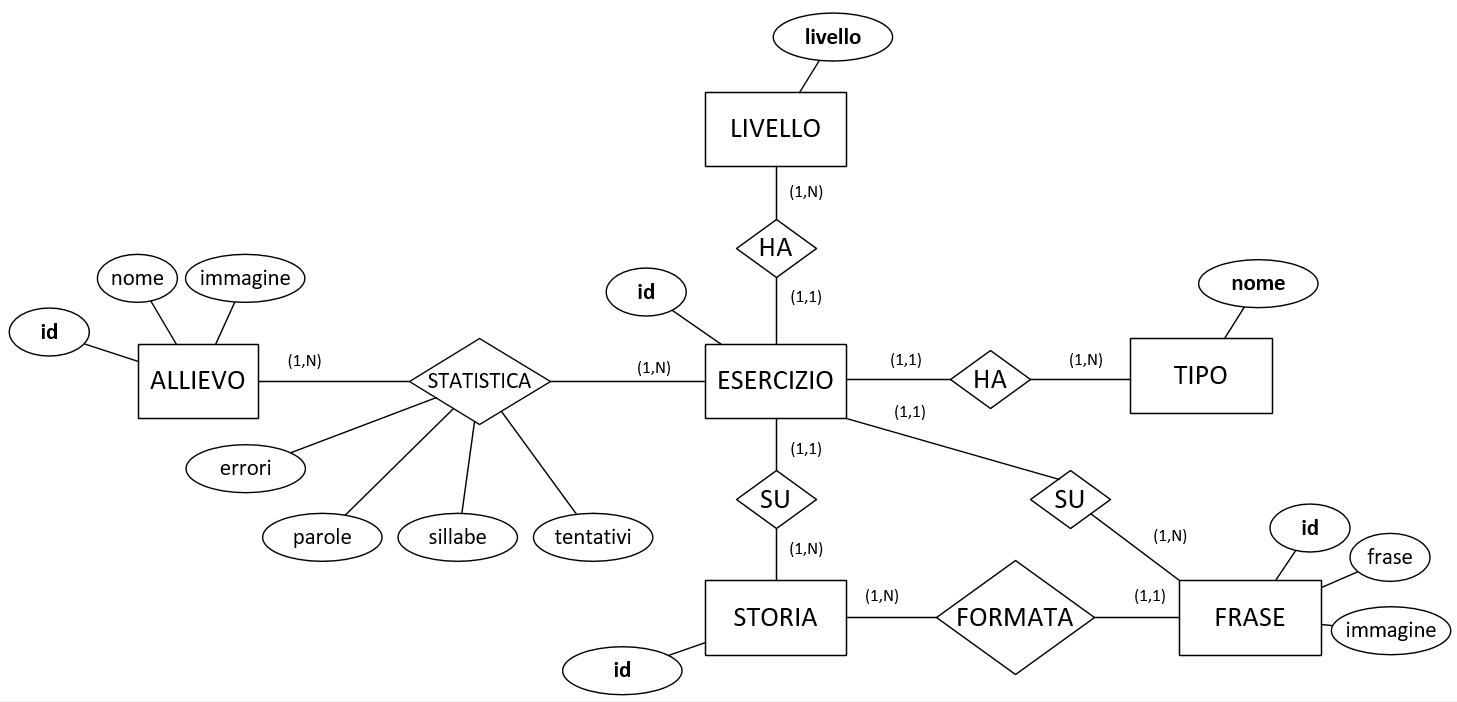 livello
LIVELLO
(1,N)
HA
(1,1)
nome
immagine
id
id
nome
ALLIEVO
(1,N)
STATISTICA
(1,N)
ESERCIZIO
(1,1)
HA
(1,N)
TIPO
(1,1)
errori
parole
sillabe
tentativi
(1,1)
SU
(1,N)
SU
(1,N)
id
frase
immagine
STORIA
(1,N)
FORMATA
(1,1)
FRASE
id